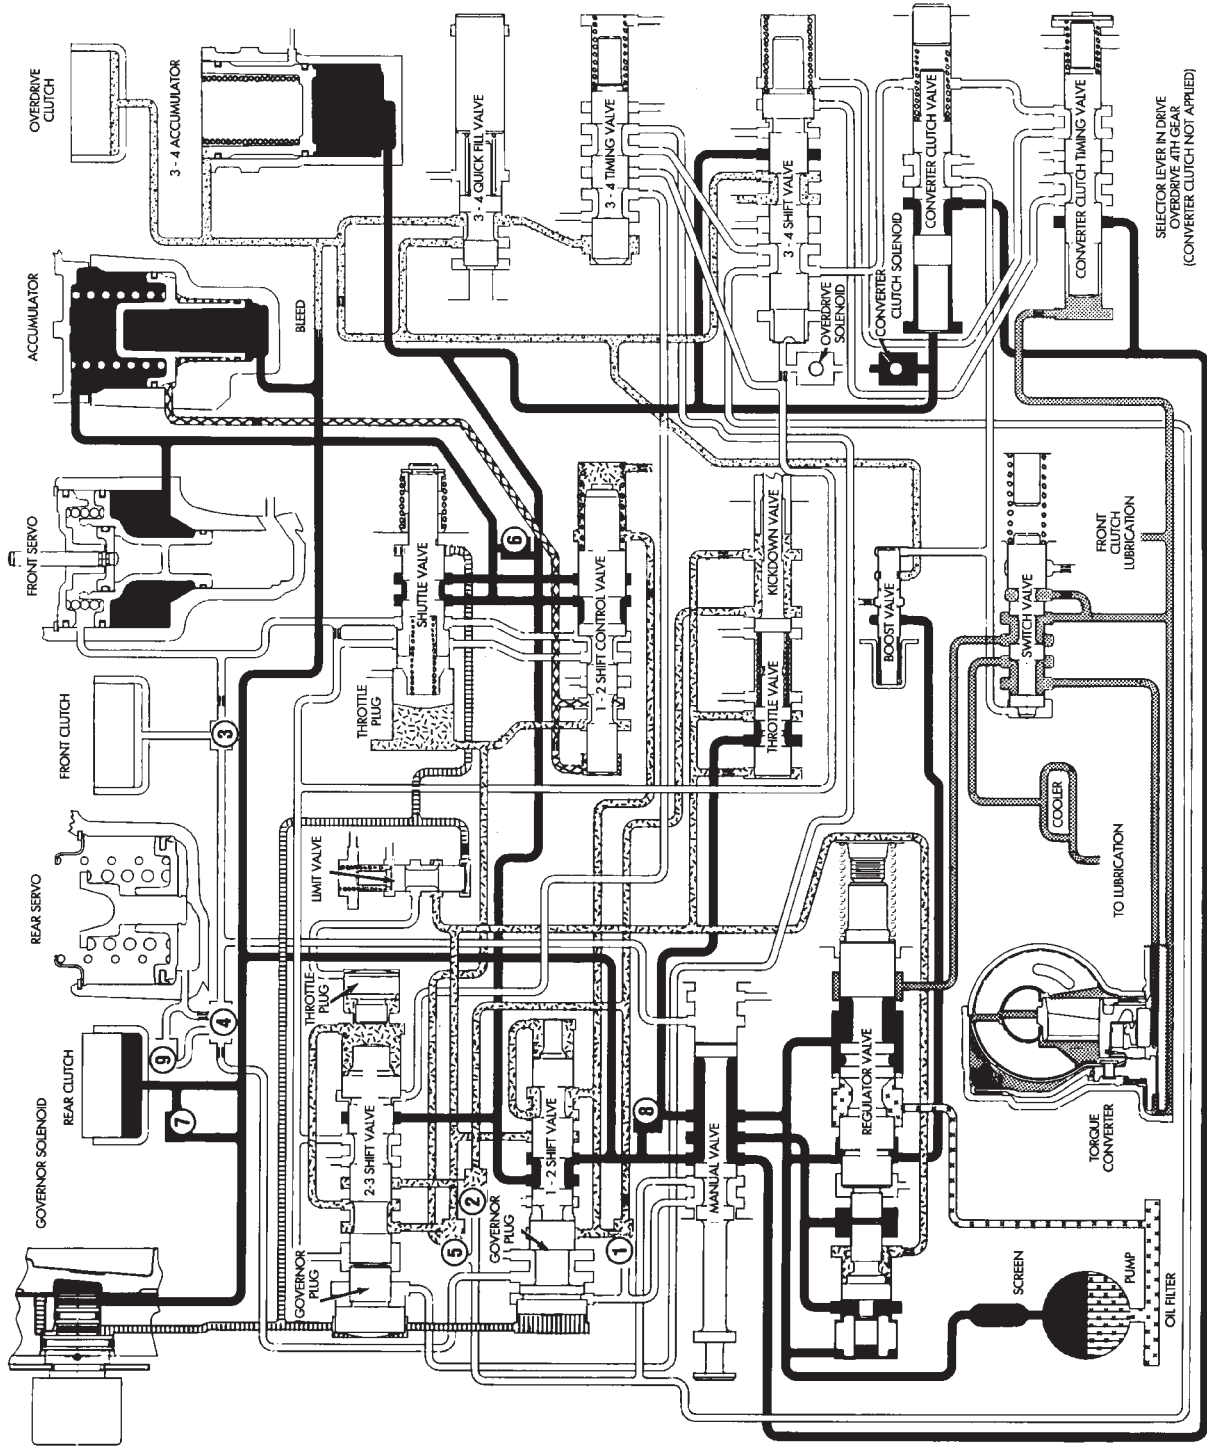 GOVERNOR SOLENOID
REAR CLUTCH
REAR SERVO
FRONT CLUTCH
FRONT SERVO
ACCUMULATOR
OVERDRIVE
CLUTCH
3 - 4 ACCUMULATOR
BLEED
7
9
4
3
GOVERNOR
PLUG
2-3 SHIFT VALVE
THROTTLE
PLUG
LIMIT VALVE
THROTTLE
PLUG
SHUTTLE VALVE
3 - 4 QUICK FILL VALVE
5
2
6
GOVERNOR
PLUG
1 - 2 SHIFT VALVE
1 - 2 SHIFT CONTROL VALVE
3 - 4 TIMING VALVE
1
8
MANUAL VALVE
THROTTLE VALVE
KICKDOWN VALVE
3 - 4 SHIFT VALVE
OVERDRIVE
SOLENOID
REGULATOR VALVE
BOOST VALVE
CONVERTER
CLUTCH SOLENOID
CONVERTER CLUTCH VALVE
SCREEN
SWITCH VALVE
COOLER
CONVERTER CLUTCH TIMING VALVE
PUMP
OIL FILTER
TORQUE
CONVERTER
TO LUBRICATION
FRONT
CLUTCH
LUBRICATION
SELECTOR LEVER IN DRIVE
OVERDRIVE 4TH GEAR
(CONVERTER CLUTCH NOT APPLIED)